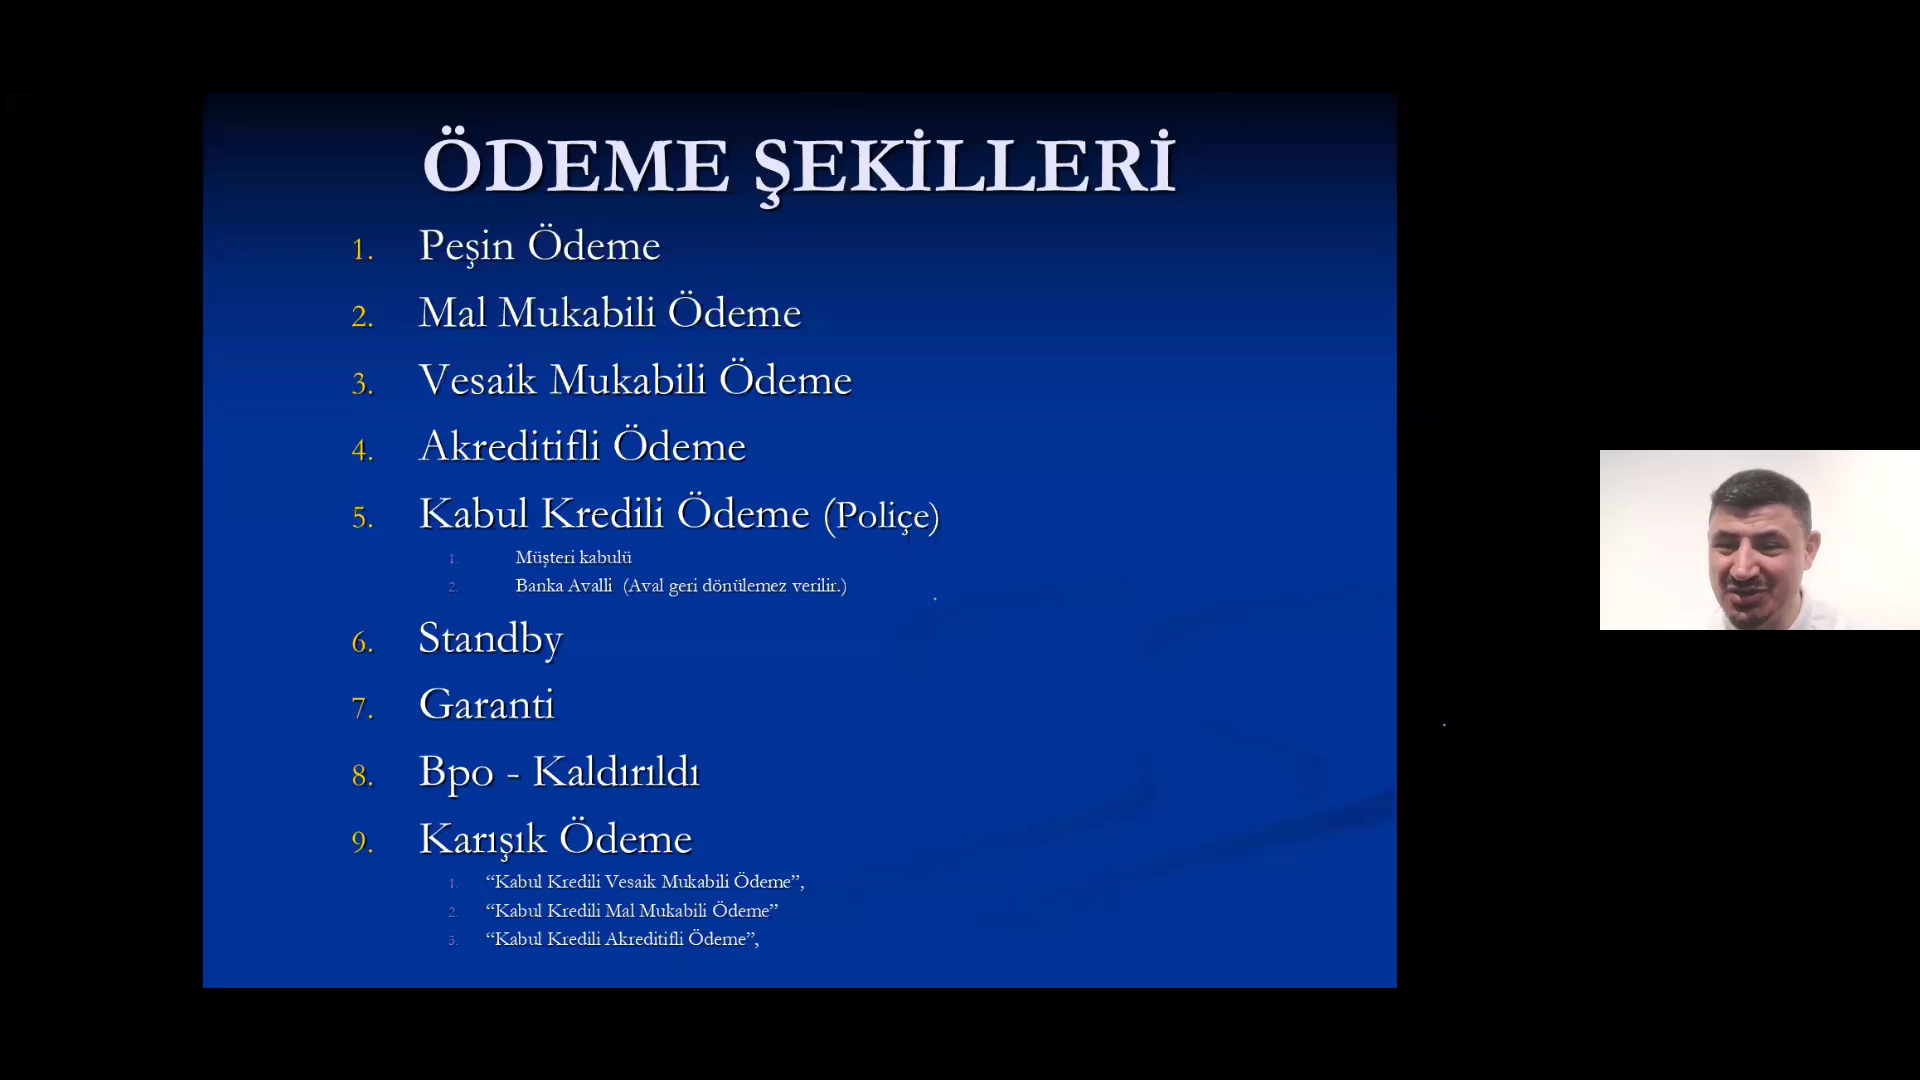 ÖDEME ŞEKİLLERİ
1. Peşin Ödeme
2. Mal Mukabili Ödeme
3. Vesaik Mukabili Ödeme
4. Akreditifli Ödeme
5. Kabul Kredili Ödeme (Poliçe)
1. Müşteri kabulü
2. Banka Avalli (Aval geri dönülemez verilir.)
6. Standby
7. Garanti
8. Bpo - Kaldırıldı
9. Karışık Ödeme
1. “Kabul Kredili Vesaik Mukabili Ödeme”,
2. “Kabul Kredili Mal Mukabili Ödeme”
3. “Kabul Kredili Akreditifli Ödeme”,